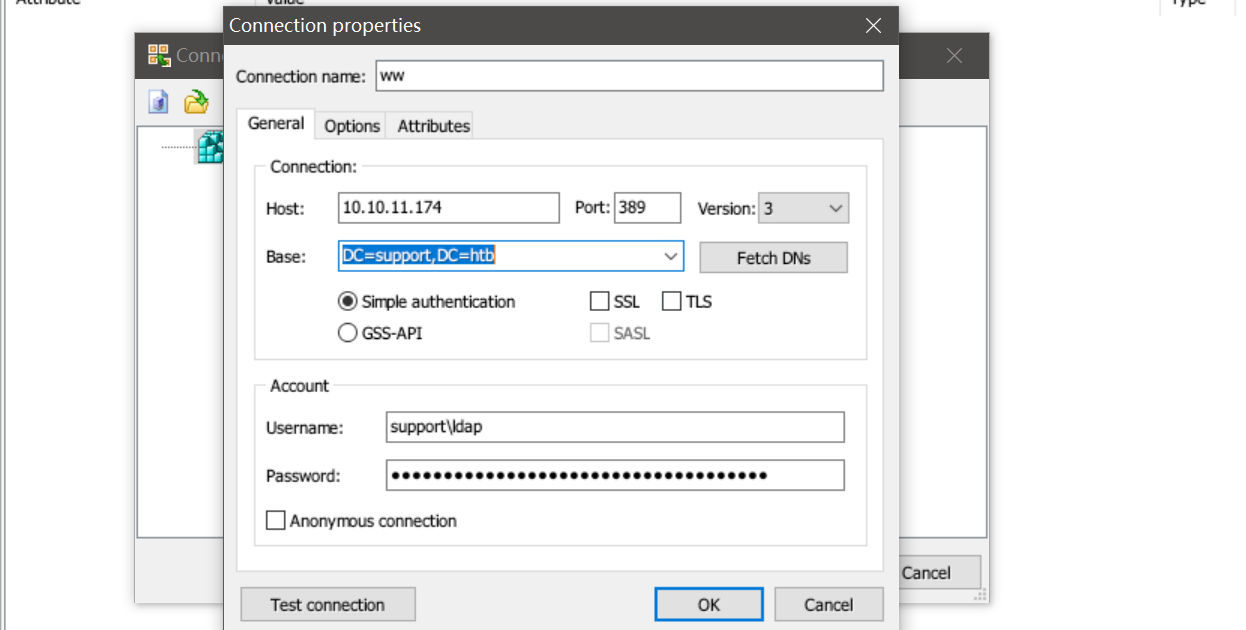 Attribute
Value
Type
Connection properties
Conn
Connection name: ww
General Options Attributes
Connection:
Host: 10.10.11.174 Port: 389 Version: 3
Base: DC=support,DC=htb Fetch DNs
Simple authentication SSL TLS
GSS-API SASL
Account
Username: support\ldap
Password: ••••••••••••••••••••••••••••••••••••
Anonymous connection
Cancel
Test connection OK Cancel